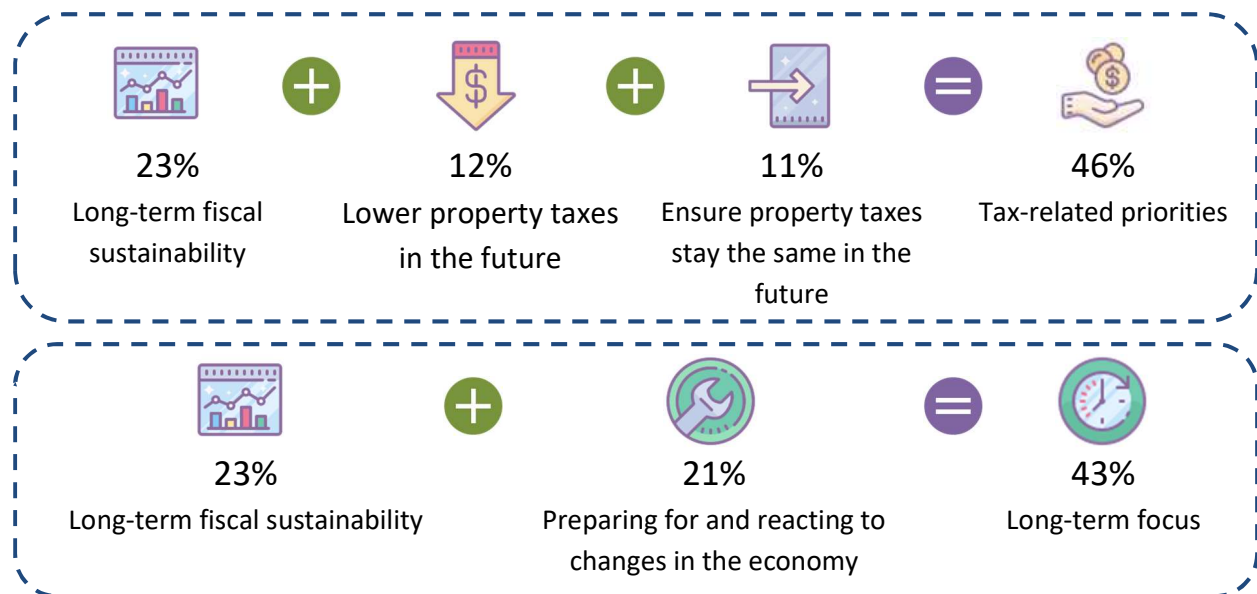 23%
Long-term fiscal
sustainability
12%
Lower property taxes
in the future
11%
Ensure property taxes
stay the same in the
future
46%
Tax-related priorities
23%
Long-term fiscal sustainability
21%
Preparing for and reacting to
changes in the economy
43%
Long-term focus